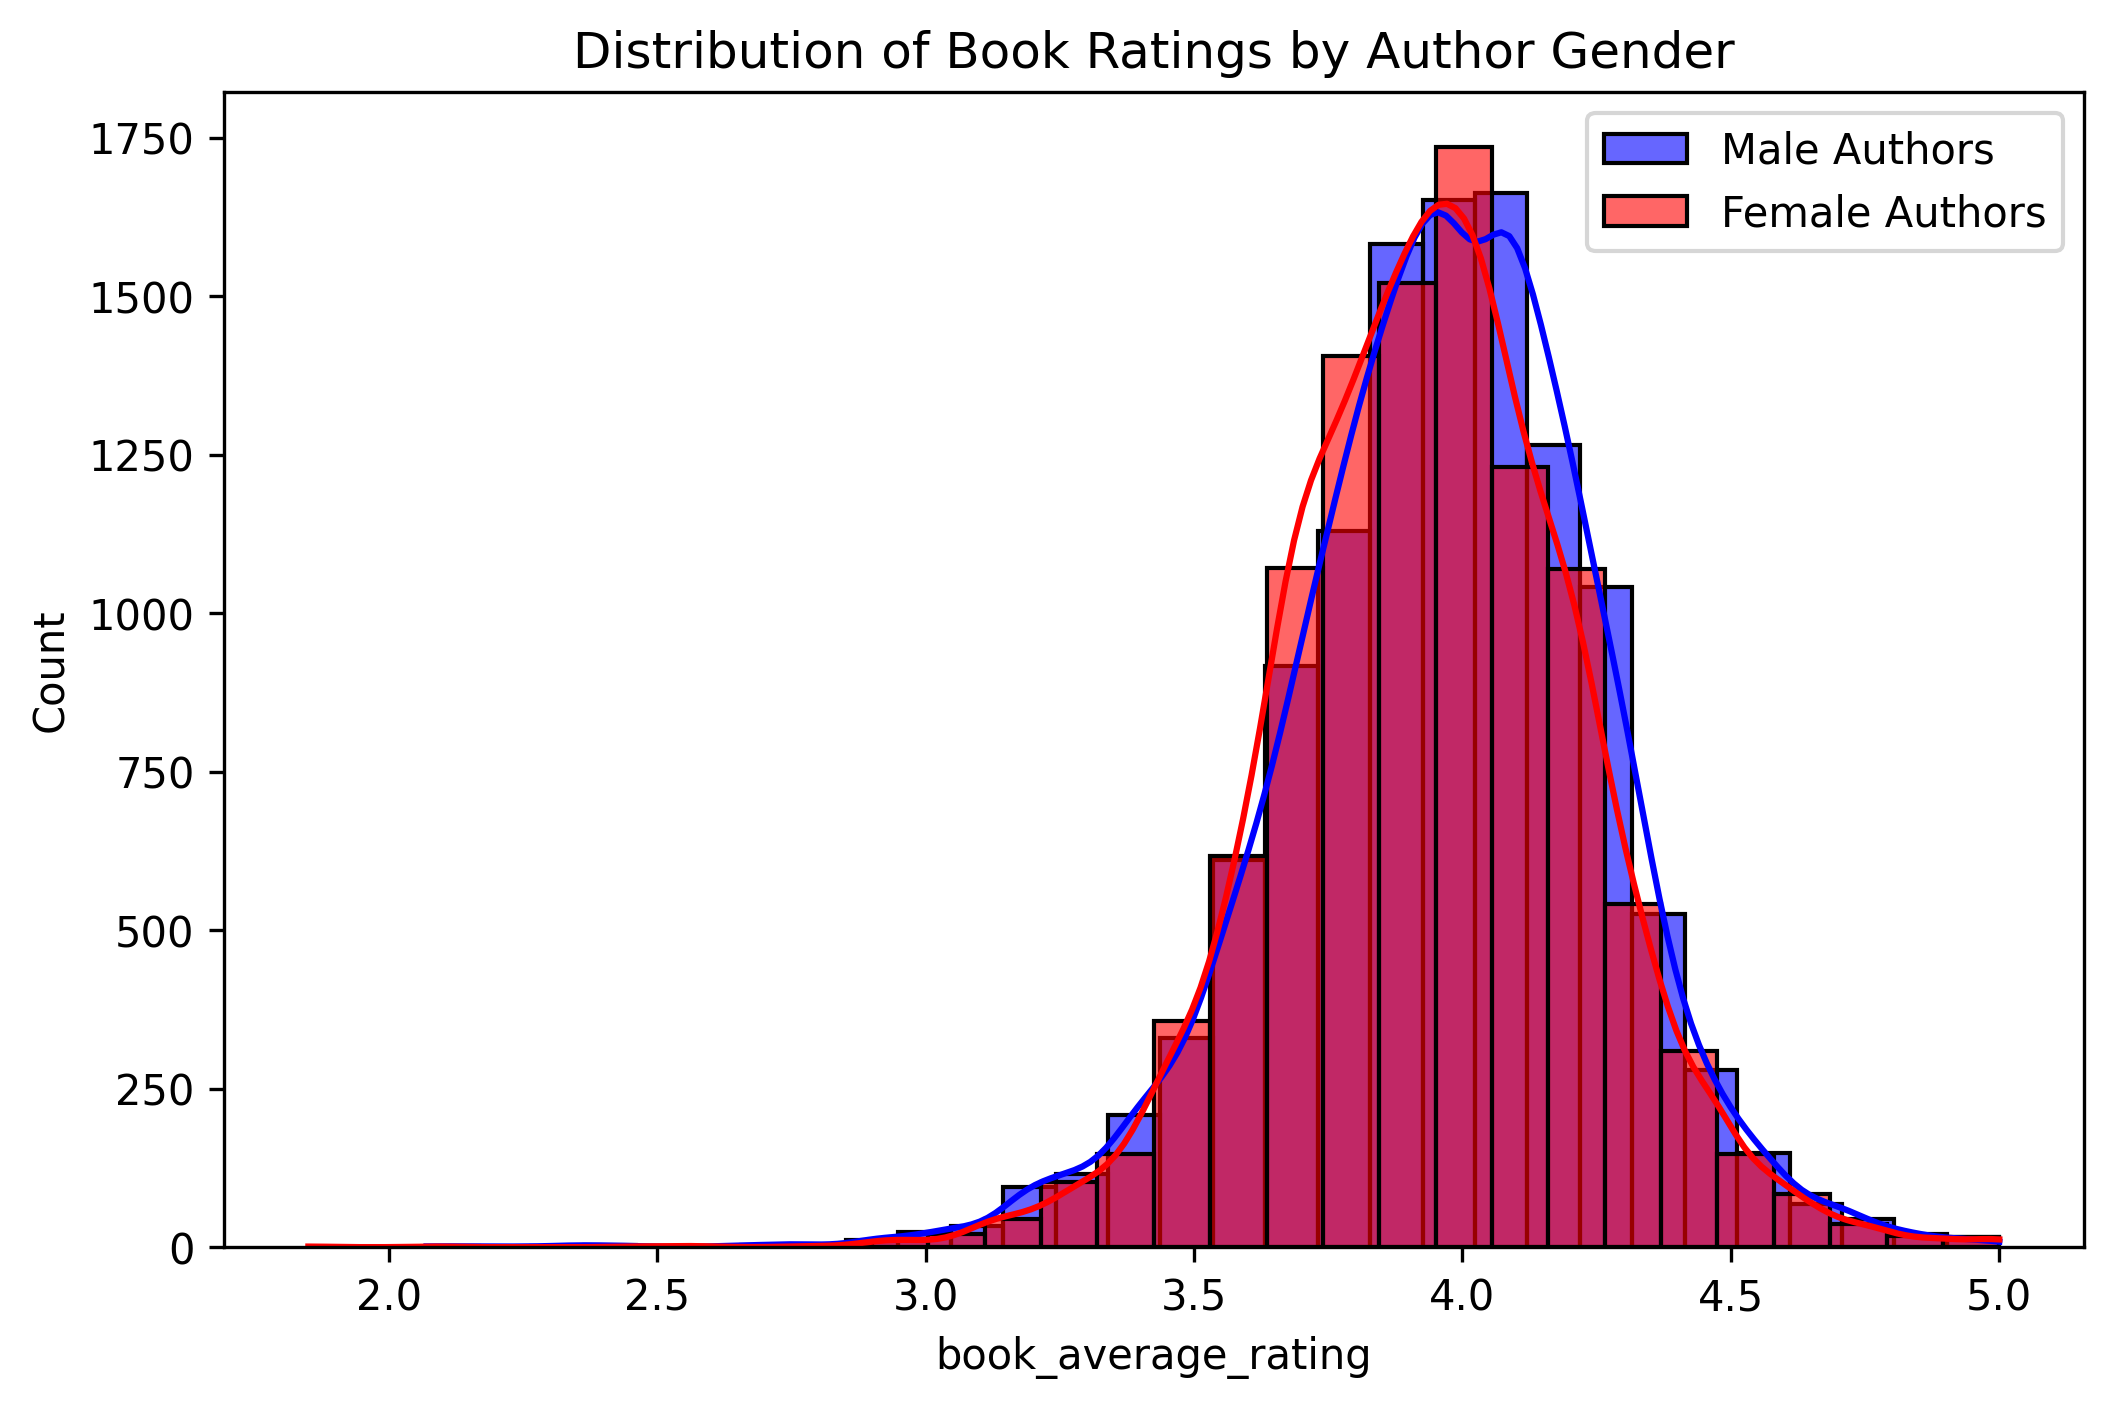 Distribution of Book Ratings by Author Gender
Male Authors
Female Authors
1750
1500
1250
1000
750
500
250
0
Count
2.0 2.5 3.0 3.5 4.0 4.5 5.0
book_average_rating